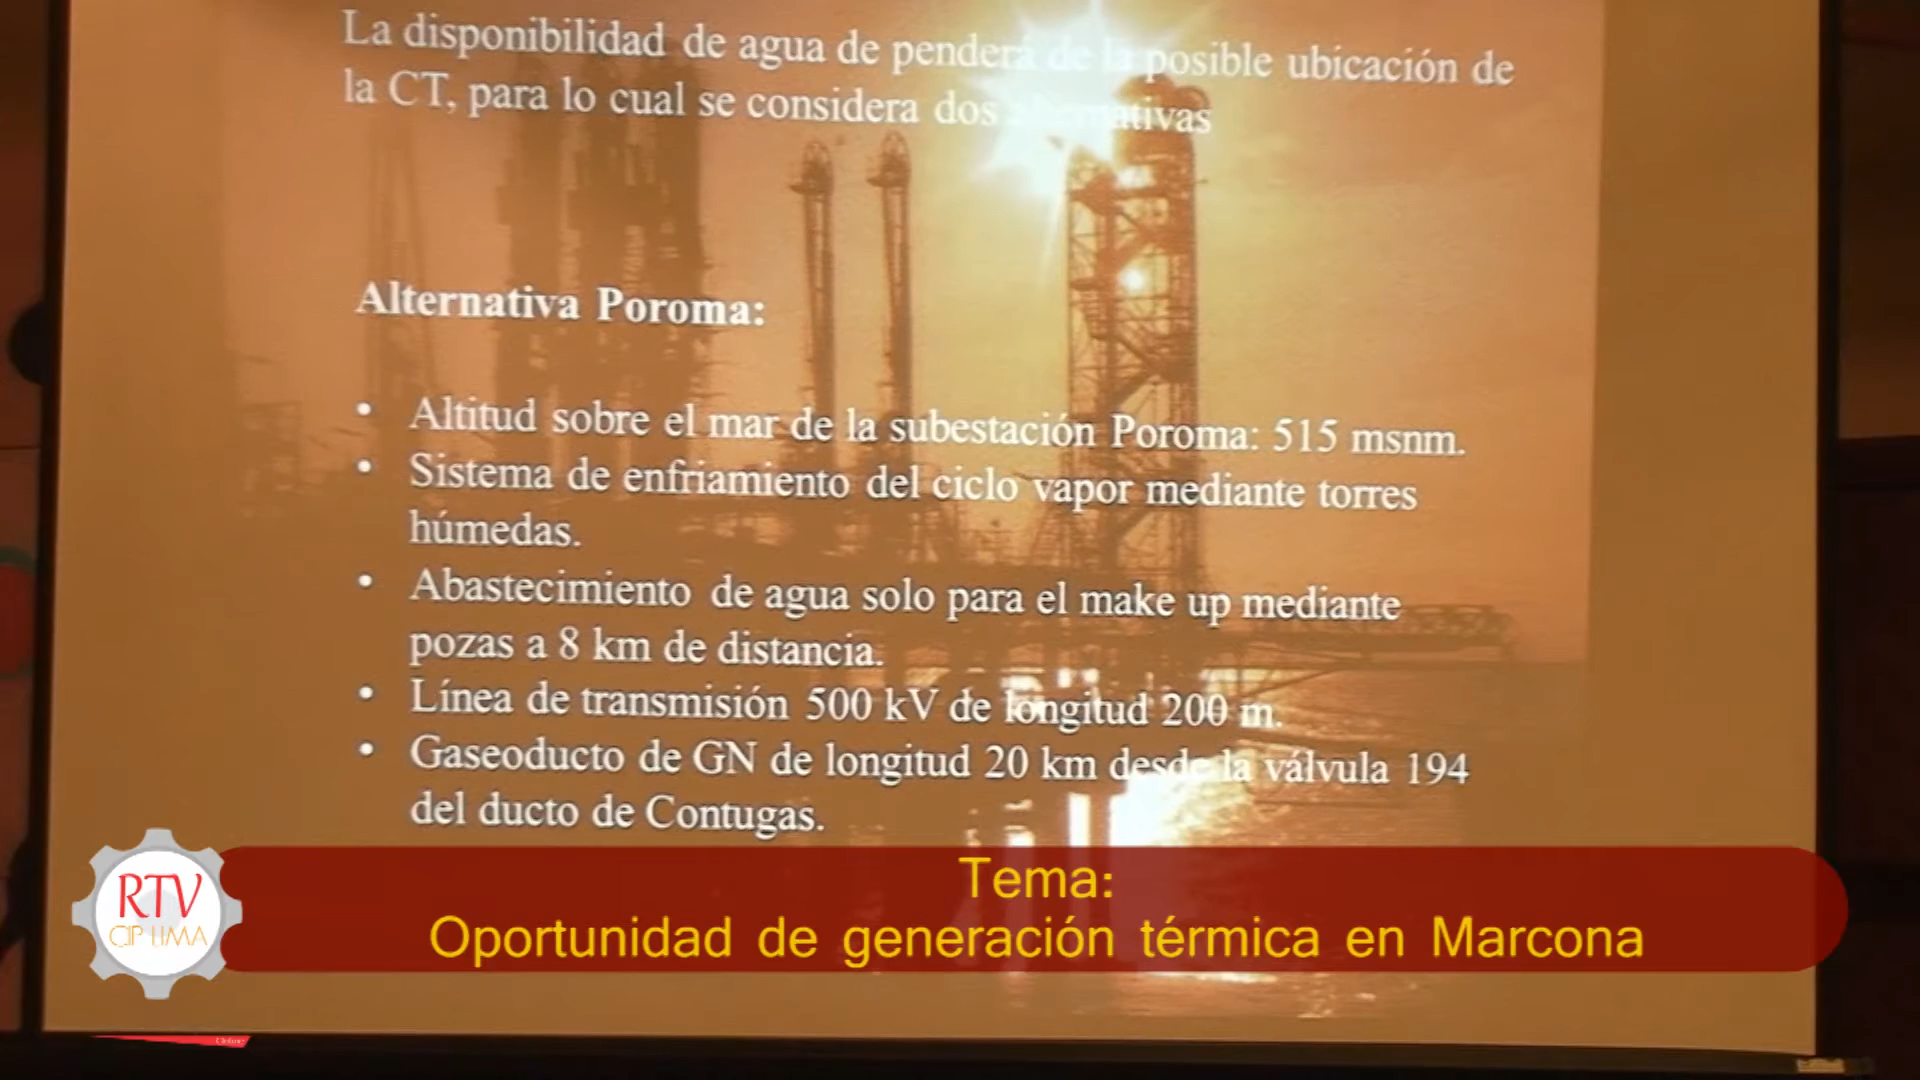 La disponibilidad de agua de penderá de la posible ubicación de
la CT, para lo cual se considera dos alternativas
Alternativa Poroma:
• Altitud sobre el mar de la subestación Poroma: 515 msnm.
• Sistema de enfriamiento del ciclo vapor mediante torres
húmedas.
• Abastecimiento de agua solo para el make up mediante
pozas a 8 km de distancia.
• Línea de transmisión 500 kV de longitud 200 m.
• Gaseoducto de GN de longitud 20 km desde la válvula 194
del ducto de Contugas.
Tema:
Oportunidad de generación térmica en Marcona
RTV
CIP LIMA
Online